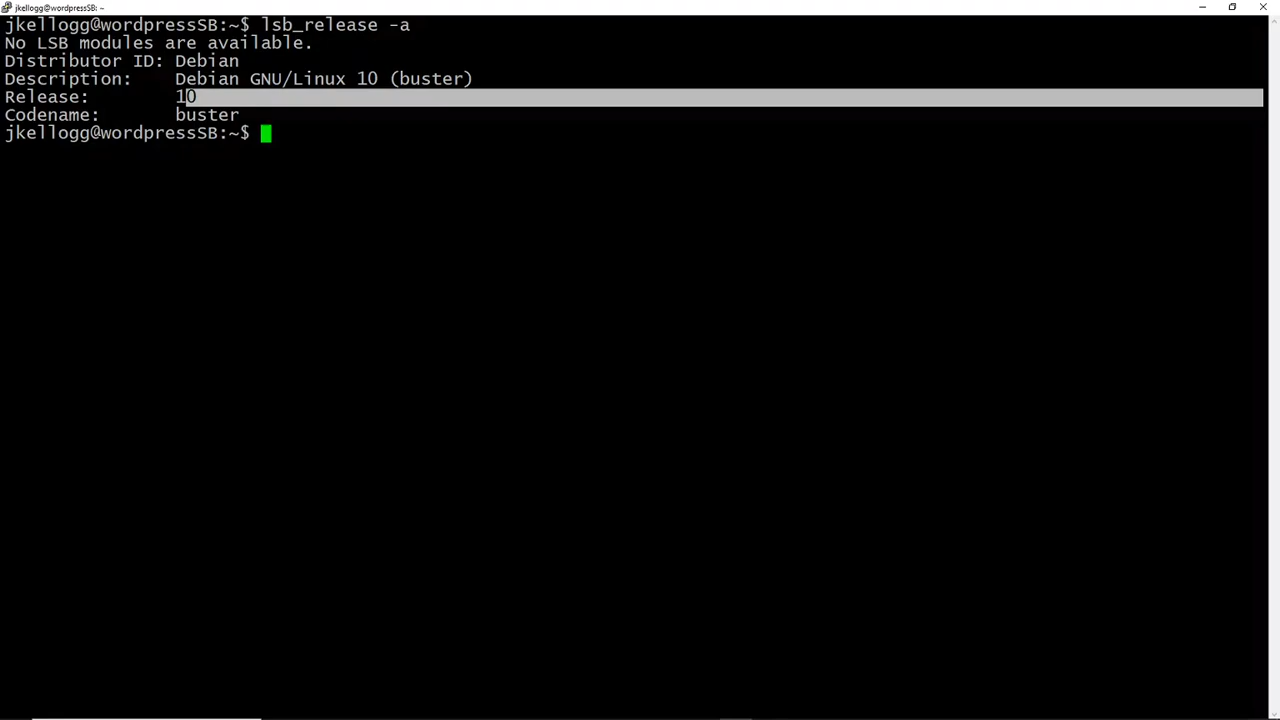 jkellogg@wordpressSB: ~
jkellogg@wordpressSB:~$ lsb_release -a
No LSB modules are available.
Distributor ID: Debian
Description:    Debian GNU/Linux 10 (buster)
Release:        10
Codename:       buster
jkellogg@wordpressSB:~$